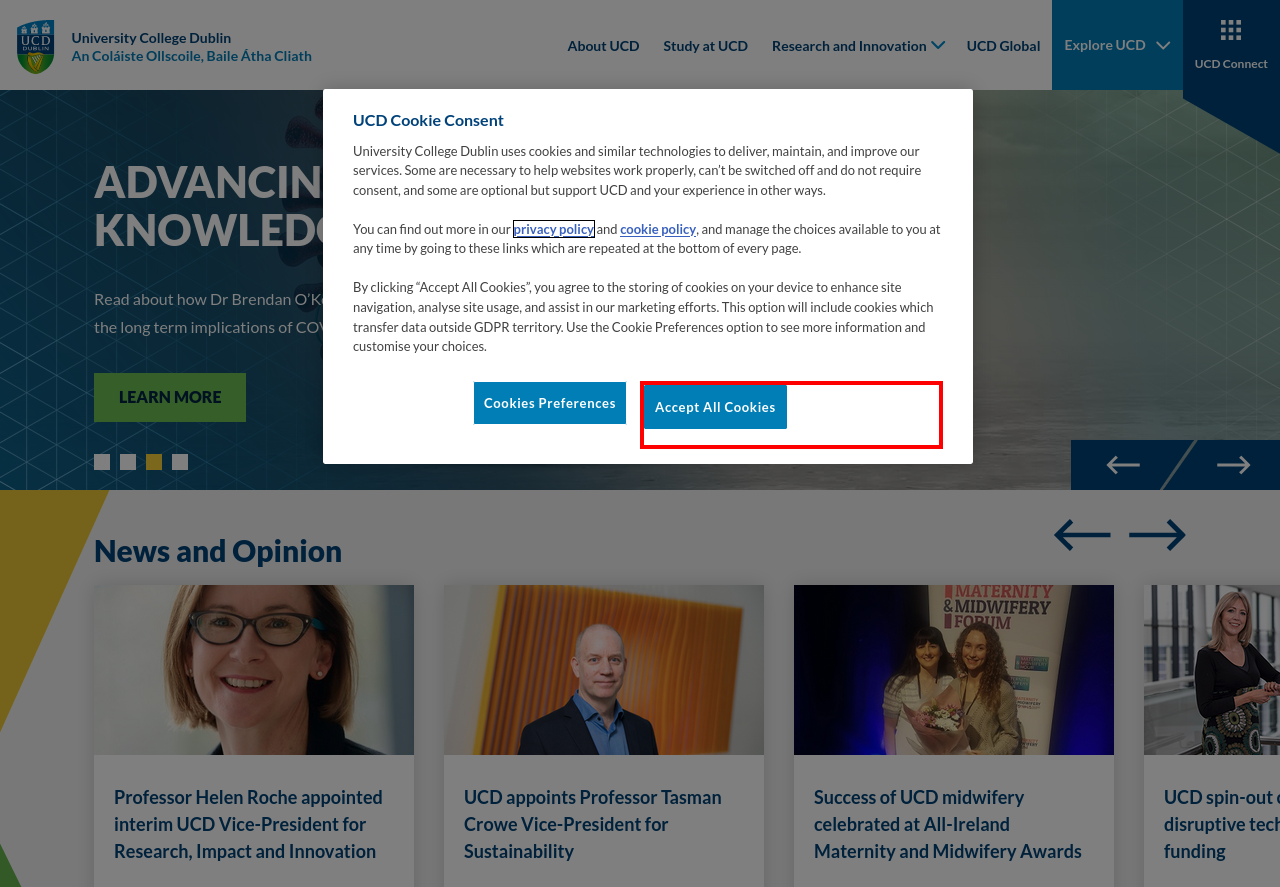 UCD
DUBLIN
University College Dublin
An Coláiste Ollscoile, Baile Átha Cliath
About UCD
Study at UCD
Research and Innovation
UCD Global
Explore UCD
UCD Connect
UCD Cookie Consent
University College Dublin uses cookies and similar technologies to deliver, maintain, and improve our
services. Some are necessary to help websites work properly, can’t be switched off and do not require
consent, and some are optional but support UCD and your experience in other ways.
You can find out more in our privacy policy and cookie policy, and manage the choices available to you at
any time by going to these links which are repeated at the bottom of every page.
By clicking “Accept All Cookies”, you agree to the storing of cookies on your device to enhance site
navigation, analyse site usage, and assist in our marketing efforts. This option will include cookies which
transfer data outside GDPR territory. Use the Cookie Preferences option to see more information and
customise your choices.
Cookies Preferences
Accept All Cookies
ADVANCIN
KNOWLEDG
Read about how Dr Brendan O’Ke
the long term implications of COV
LEARN MORE
News and Opinion
MATERNITY
& MIDWIFERY
FORUM
Professor Helen Roche appointed
interim UCD Vice-President for
Research, Impact and Innovation
UCD appoints Professor Tasman
Crowe Vice-President for
Sustainability
Success of UCD midwifery
celebrated at All-Ireland
Maternity and Midwifery Awards
UCD spin-out
disruptive tech
funding